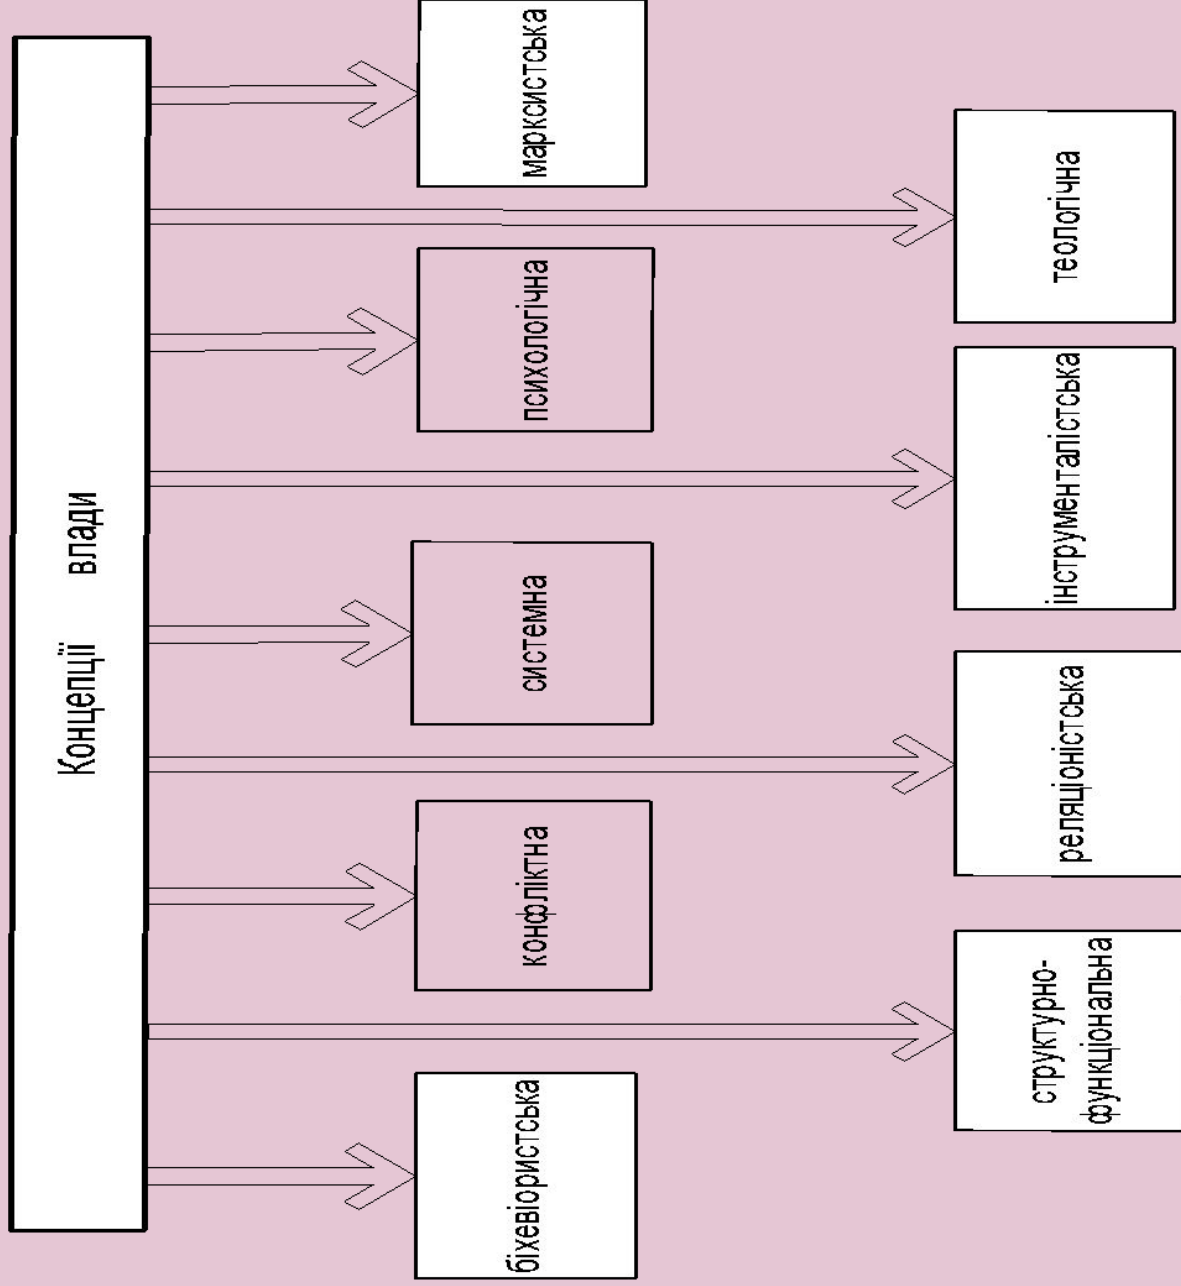 Концепції влади
біхевіористська
конфліктна
системна
психологічна
марксистська
структурно-
функціональна
реляціоністська
інструменталістська
теологічна